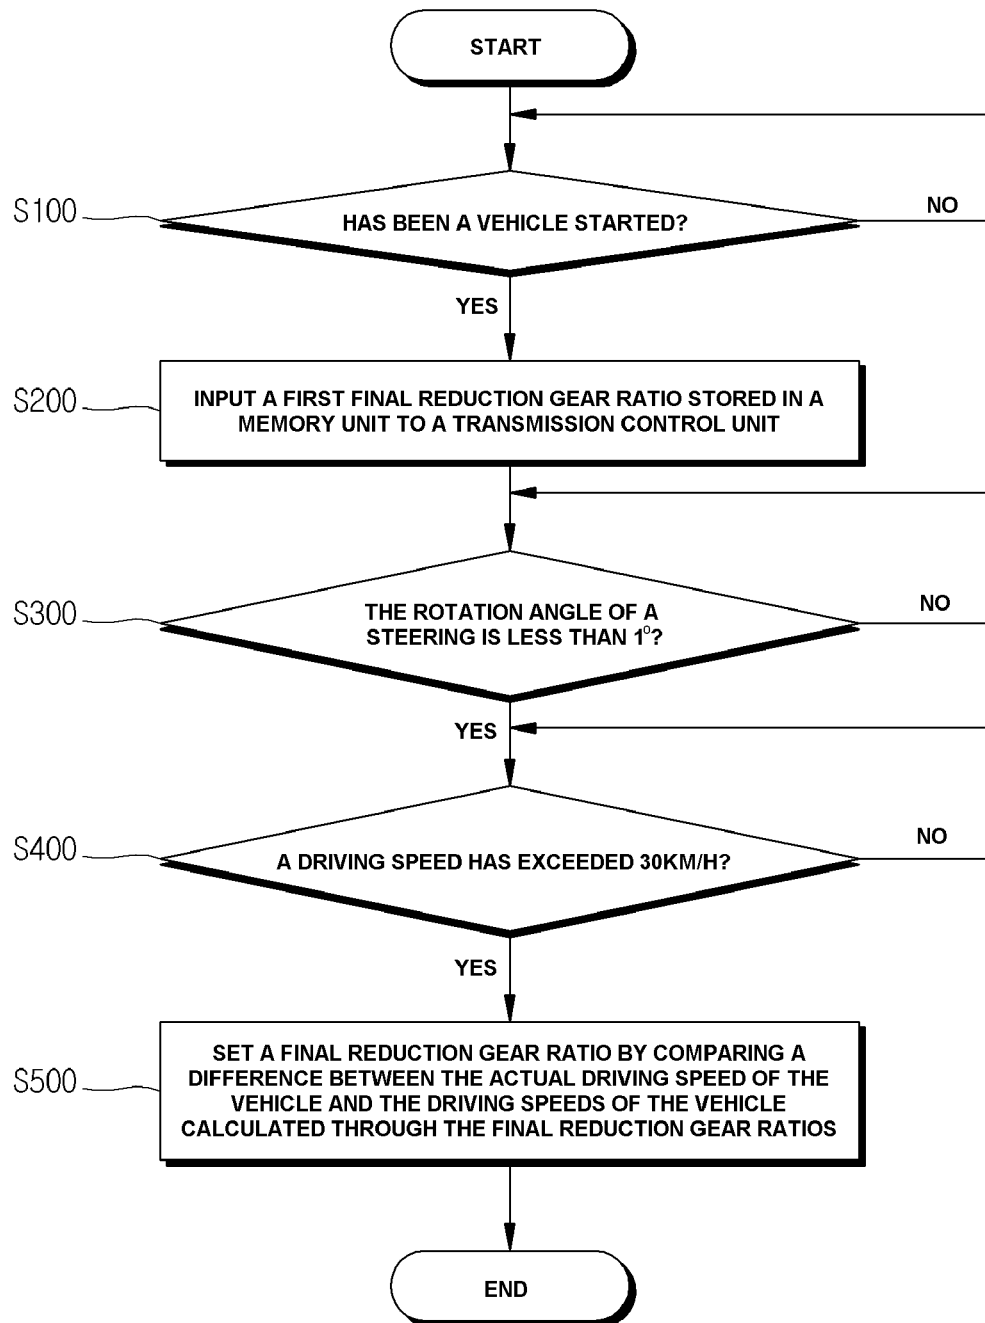 START
S100
HAS BEEN A VEHICLE STARTED?
NO
YES
S200
INPUT A FIRST FINAL REDUCTION GEAR RATIO STORED IN A
MEMORY UNIT TO A TRANSMISSION CONTROL UNIT
S300
THE ROTATION ANGLE OF A
STEERING IS LESS THAN 1°?
NO
YES
S400
A DRIVING SPEED HAS EXCEEDED 30KM/H?
NO
YES
S500
SET A FINAL REDUCTION GEAR RATIO BY COMPARING A
DIFFERENCE BETWEEN THE ACTUAL DRIVING SPEED OF THE
VEHICLE AND THE DRIVING SPEEDS OF THE VEHICLE
CALCULATED THROUGH THE FINAL REDUCTION GEAR RATIOS
END